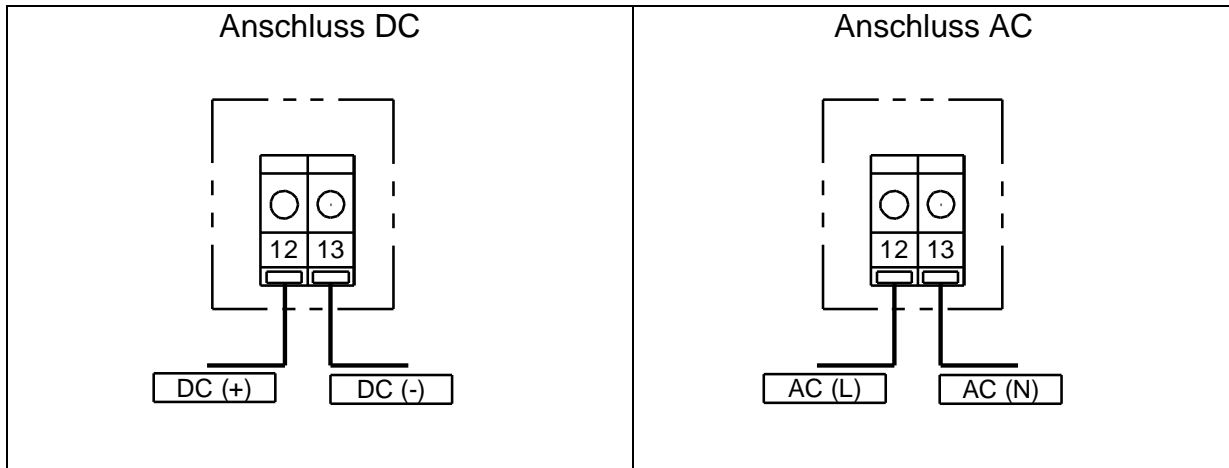 Anschluss DC
12 13
DC (+) DC (-)
Anschluss AC
12 13
AC (L) AC (N)